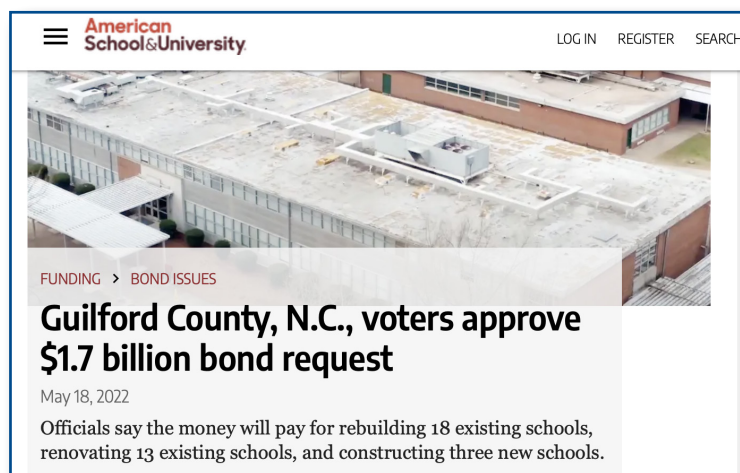 American
School&University.
LOG IN REGISTER SEARCH
FUNDING > BOND ISSUES
Guilford County, N.C., voters approve
$1.7 billion bond request
May 18, 2022
Officials say the money will pay for rebuilding 18 existing schools,
renovating 13 existing schools, and constructing three new schools.